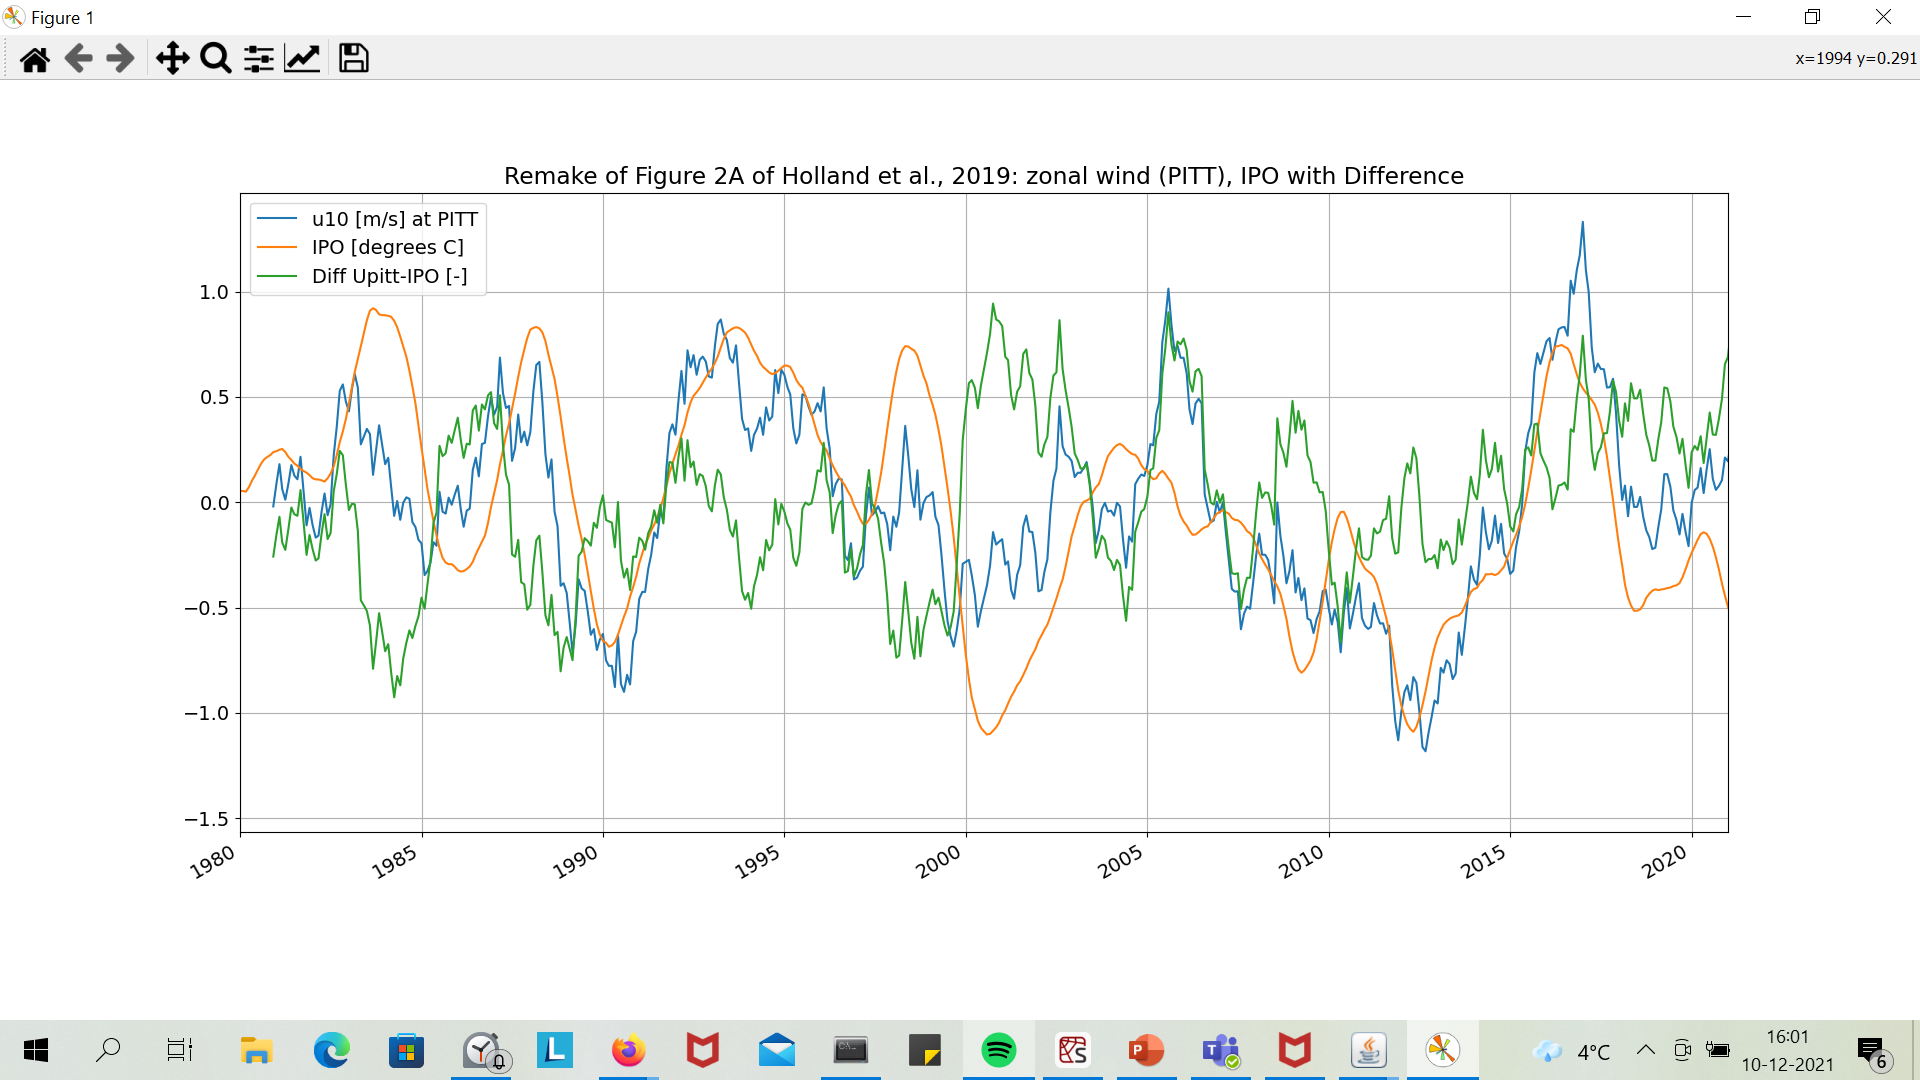 Figure 1
x=1994 y=0.291
Remake of Figure 2A of Holland et al., 2019: zonal wind (PITT), IPO with Difference
u10 [m/s] at PITT
IPO [degrees C]
Diff Upitt-IPO [-]
1.0
0.5
0.0
−0.5
−1.0
−1.5
1980
1985
1990
1995
2000
2005
2010
2015
2020
L
C:\_
P
T
4°C
16:01
10-12-2021
6